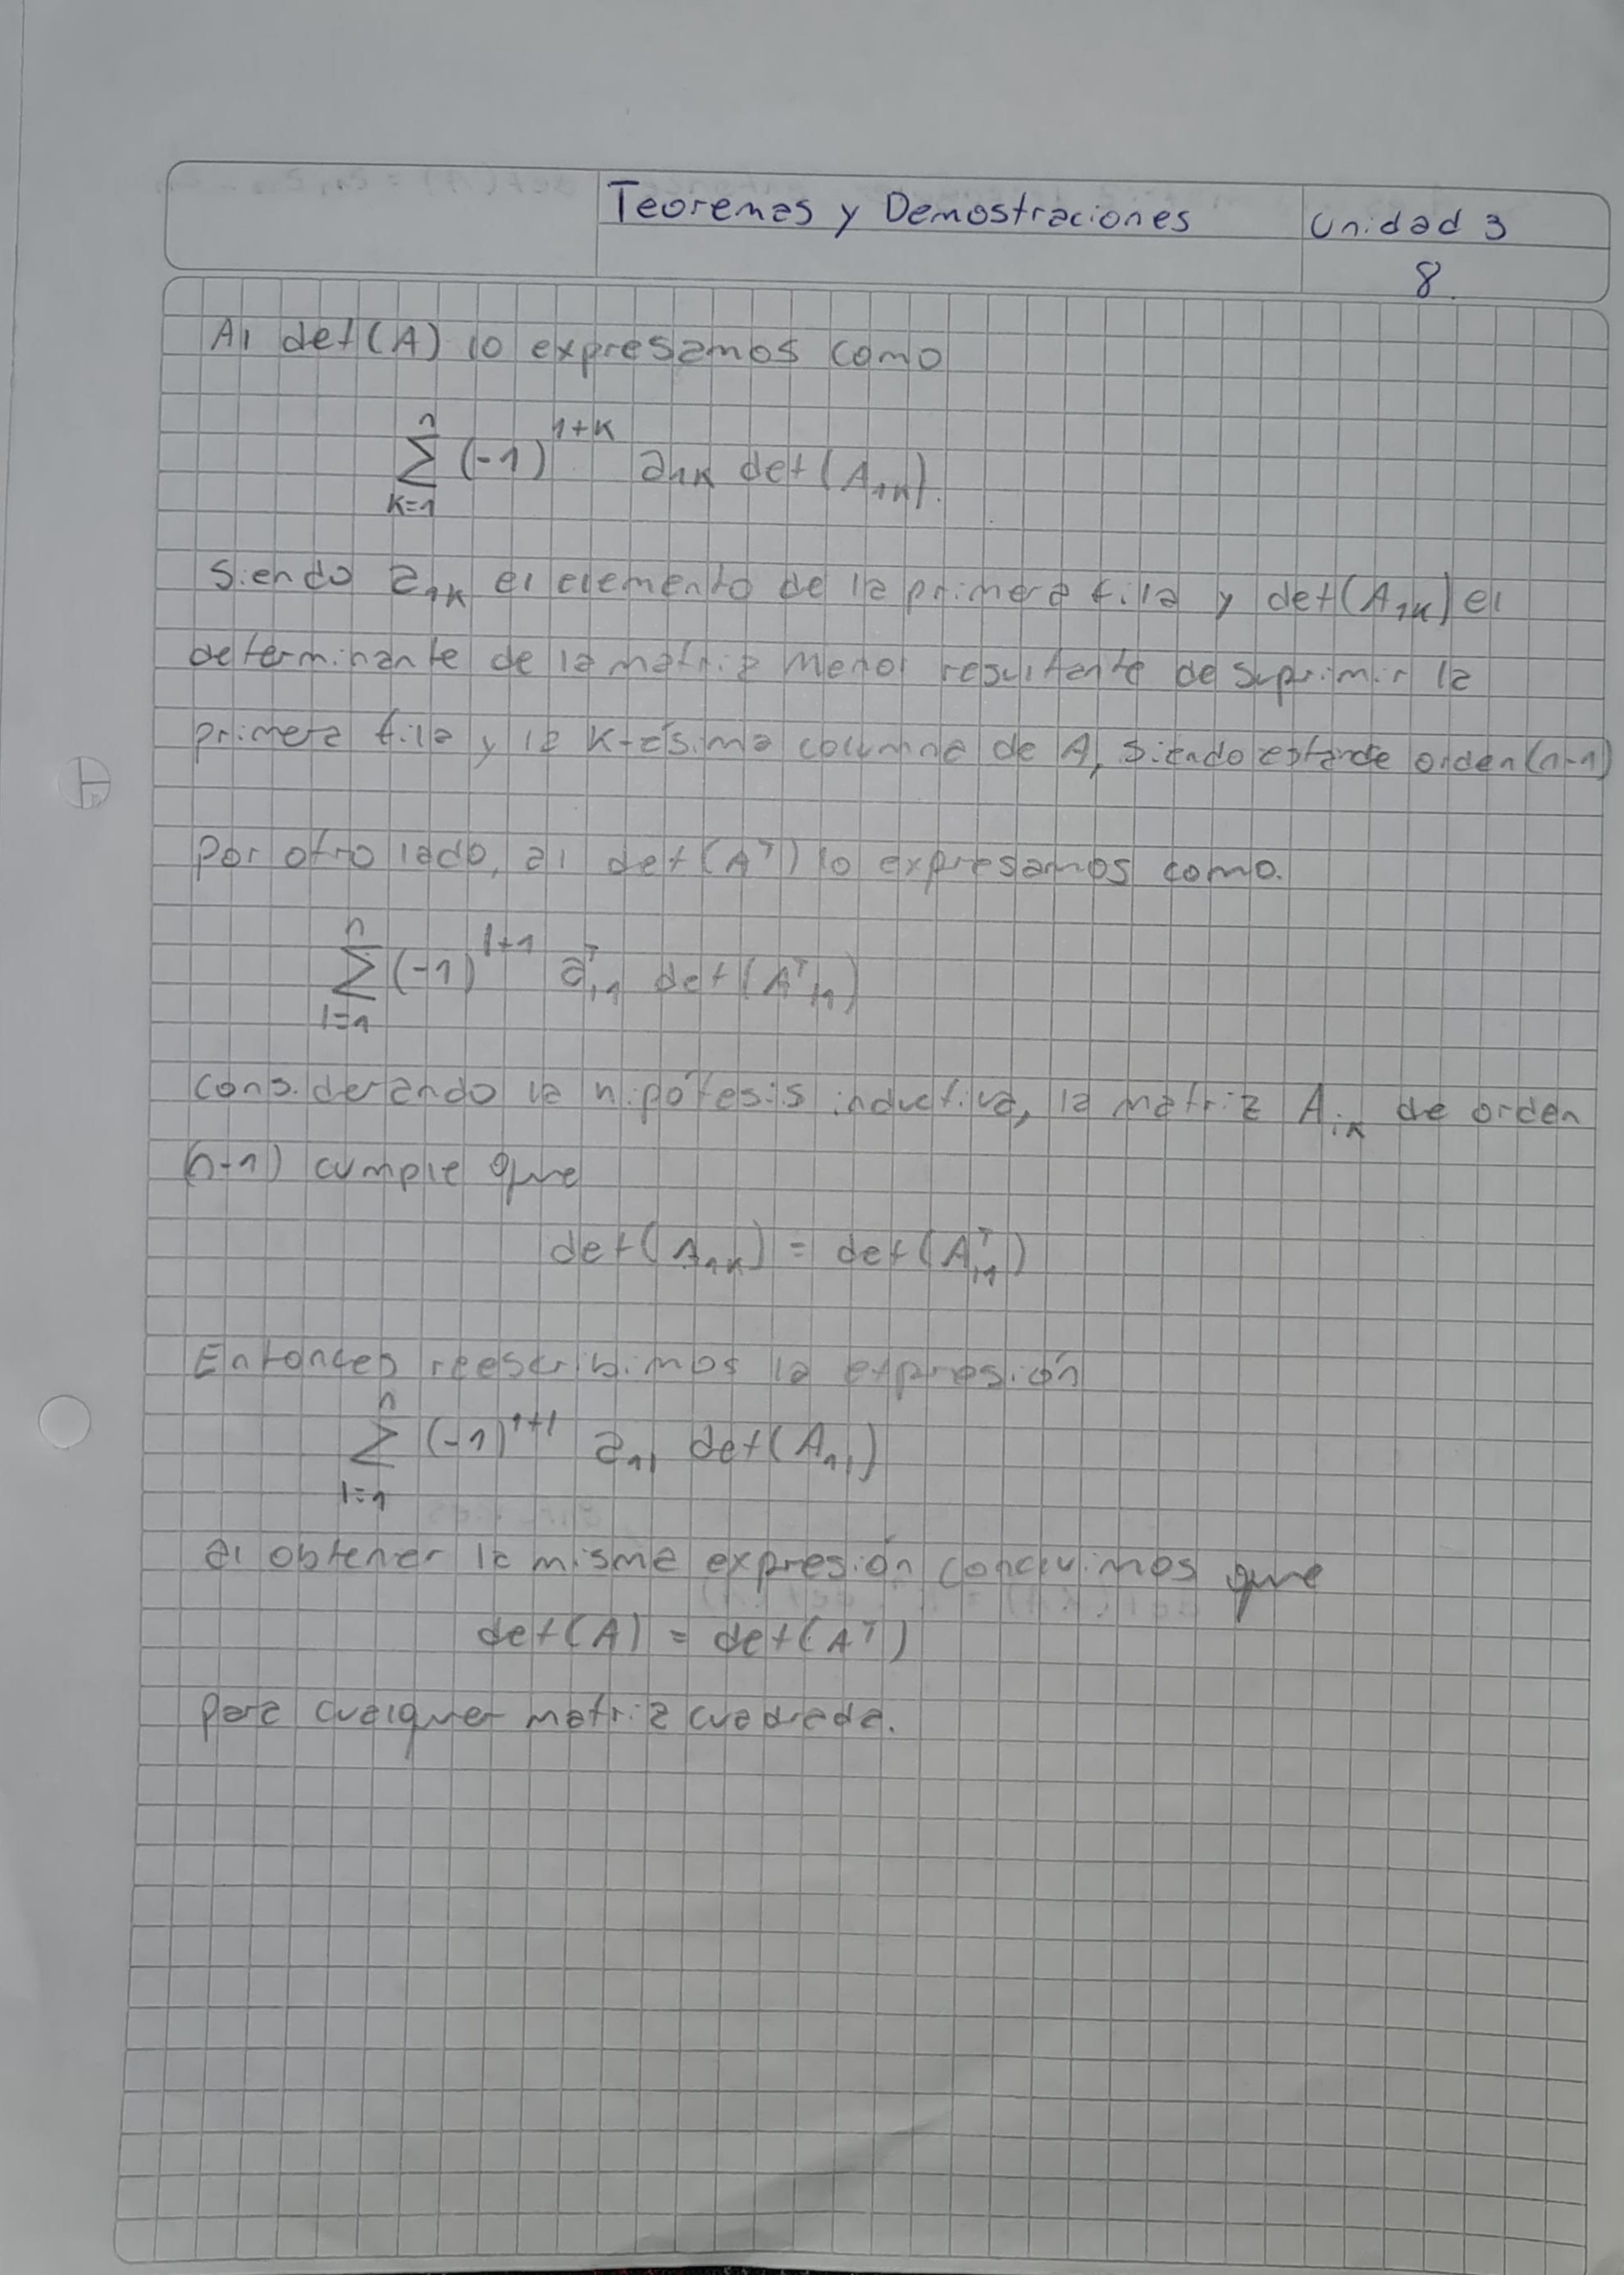 Teoremas y Demostraciones
Unidad 3
8.
Al det(A) lo expresamos como
n
∑ (-1)^{1+K} a_{1K} det(A_{1K}).
K=1
Siendo a_{1K} el elemento de la primera fila y det(A_{1K}) el
determinante de la matriz menor resultante de suprimir la
primera fila y la K-ésima columna de A, siendo esta de orden (n-1)
Por otro lado, al det(A^T) lo expresamos como.
n
∑ (-1)^{l+1} a^T_{l1} det(A^T_{l1})
l=1
considerando la hipótesis inductiva, la matriz A_{1K} de orden
(n-1) cumple que
det(A_{1K}) = det(A^T_{l1})
Entonces reescribimos la expresión
n
∑ (-1)^{1+l} a_{1l} det(A_{1l})
l=1
al obtener la misma expresión concluimos que
det(A) = det(A^T)
para cualquier matriz cuadrada.